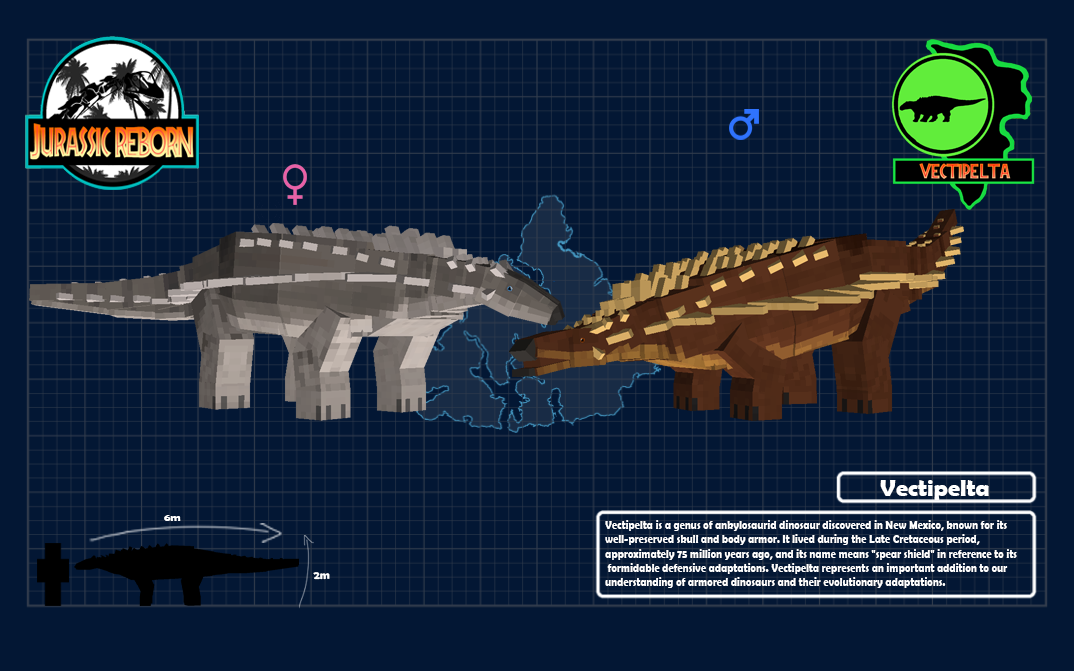 JURASSIC REBORN
VECTIPELTA
Vectipelta
Vectipelta is a genus of ankylosaurid dinosaur discovered in New Mexico, known for its
well-preserved skull and body armor. It lived during the Late Cretaceous period,
approximately 75 million years ago, and its name means "spear shield" in reference to its
formidable defensive adaptations. Vectipelta represents an important addition to our
understanding of armored dinosaurs and their evolutionary adaptations.
6m
2m